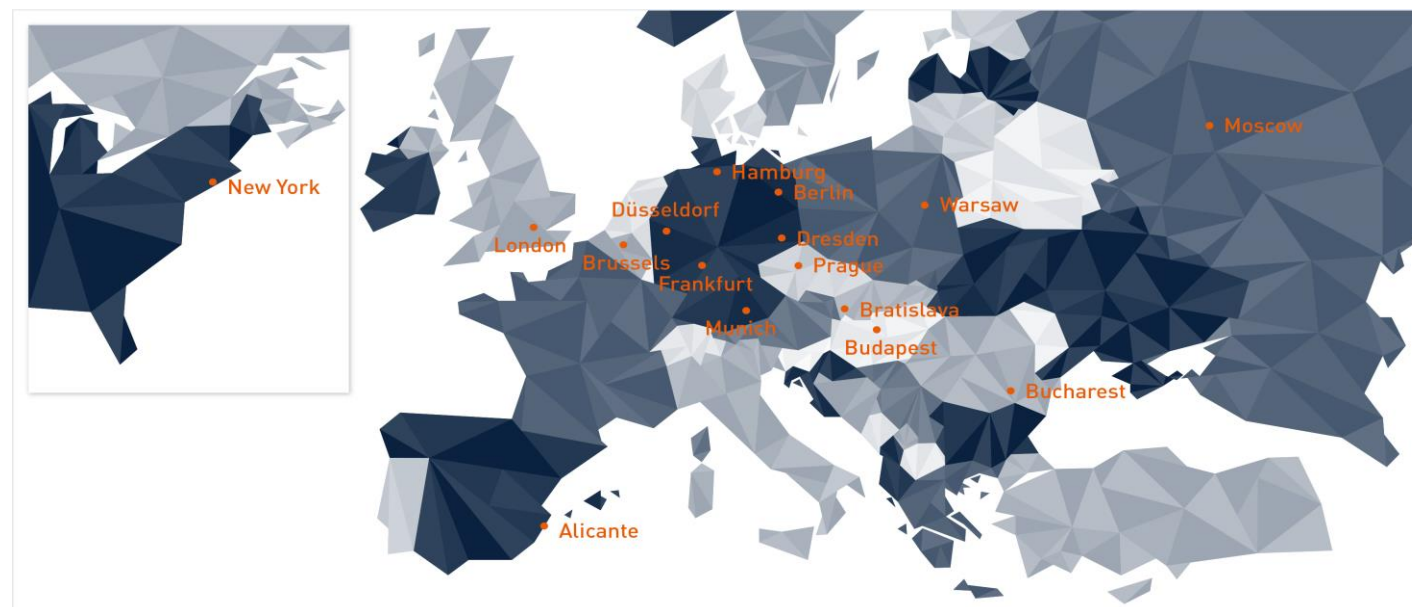 New York
Moscow
Hamburg
Berlin
Düsseldorf
Warsaw
London
Brussels
Dresden
Frankfurt
Prague
Munich
Bratislava
Budapest
Bucharest
Alicante